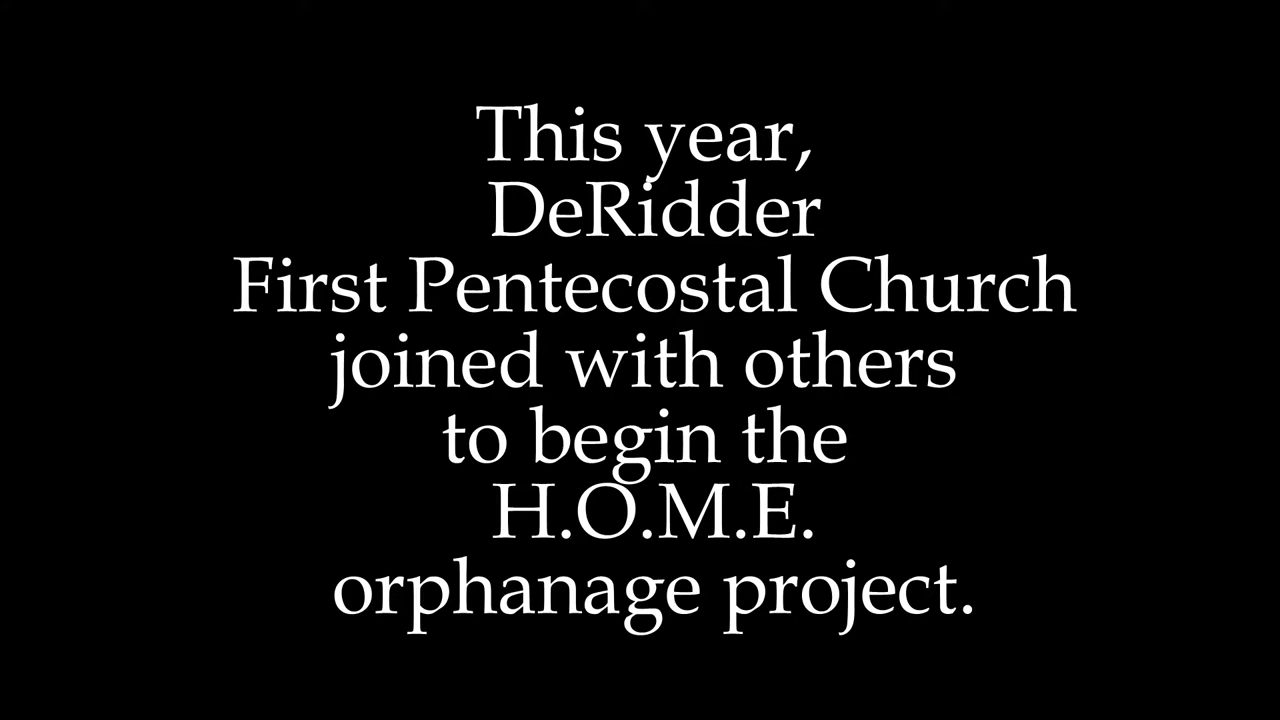 This year,
DeRidder
First Pentecostal Church
joined with others
to begin the
H.O.M.E.
orphanage project.